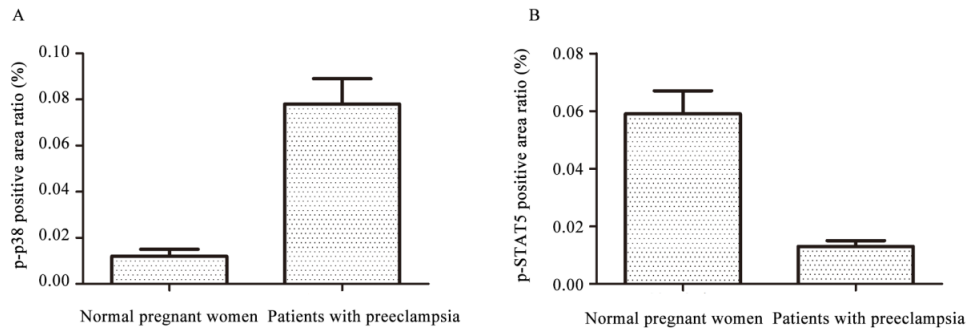 A
p-p38 positive area ratio (%)
0.10
0.08
0.06
0.04
0.02
0.00
Normal pregnant women Patients with preeclampsia
B
p-STAT5 positive area ratio (%)
0.08
0.06
0.04
0.02
0.00
Normal pregnant women Patients with preeclampsia